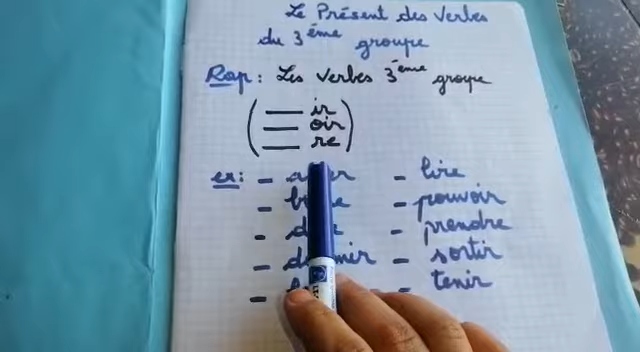 Le Présent des Verbes
du 3ème groupe
Rap : Les verbes 3ème groupe
( — ir
— oir
— re )
ex : - - lire
- - pouvoir
- - prendre
- - sortir
- - tenir